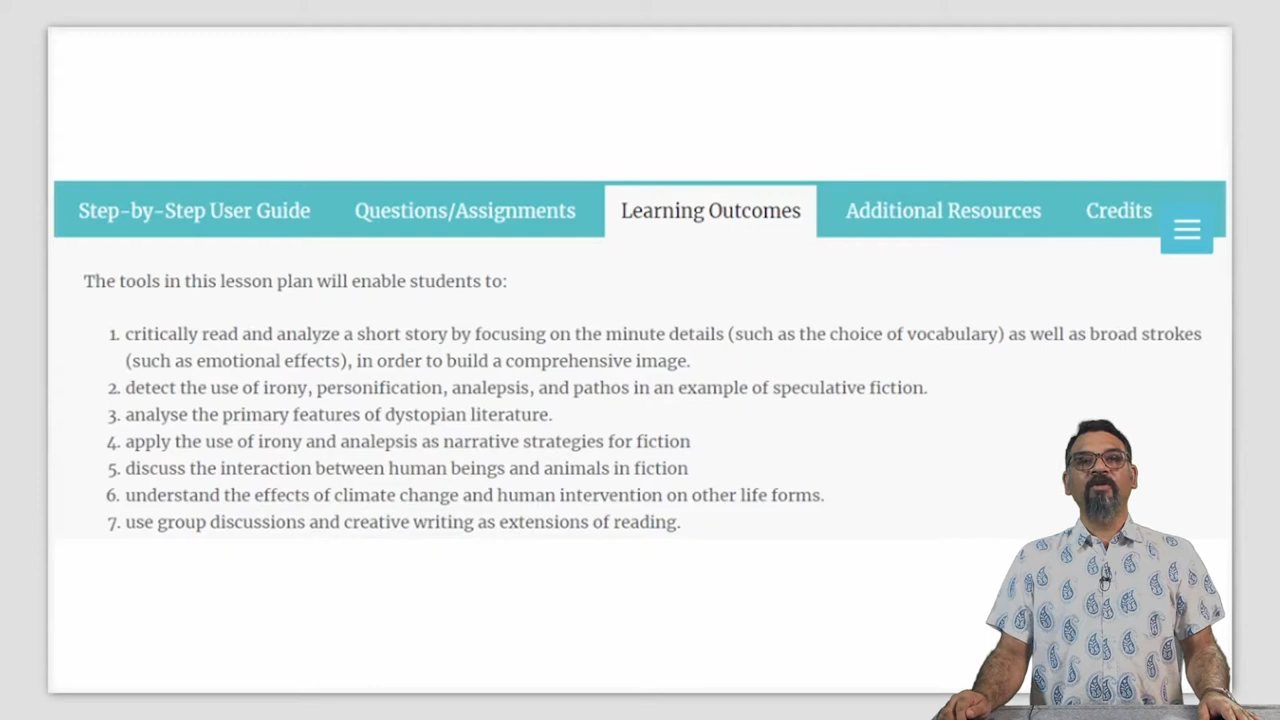 Step-by-Step User Guide Questions/Assignments Learning Outcomes Additional Resources Credits
The tools in this lesson plan will enable students to:
1. critically read and analyze a short story by focusing on the minute details (such as the choice of vocabulary) as well as broad strokes
(such as emotional effects), in order to build a comprehensive image.
2. detect the use of irony, personification, analepsis, and pathos in an example of speculative fiction.
3. analyse the primary features of dystopian literature.
4. apply the use of irony and analepsis as narrative strategies for fiction
5. discuss the interaction between human beings and animals in fiction
6. understand the effects of climate change and human intervention on other life forms.
7. use group discussions and creative writing as extensions of reading.